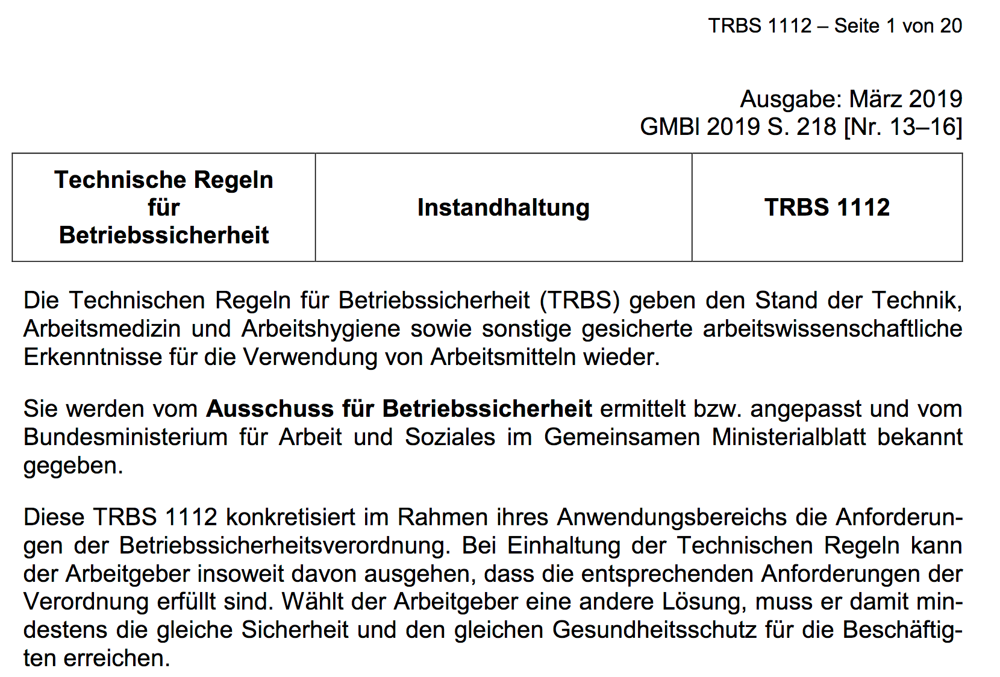 TRBS 1112 – Seite 1 von 20
Ausgabe: März 2019
GMBl 2019 S. 218 [Nr. 13–16]
Technische Regeln
für
Betriebssicherheit
Instandhaltung
TRBS 1112
Die Technischen Regeln für Betriebssicherheit (TRBS) geben den Stand der Technik,
Arbeitsmedizin und Arbeitshygiene sowie sonstige gesicherte arbeitswissenschaftliche
Erkenntnisse für die Verwendung von Arbeitsmitteln wieder.
Sie werden vom Ausschuss für Betriebssicherheit ermittelt bzw. angepasst und vom
Bundesministerium für Arbeit und Soziales im Gemeinsamen Ministerialblatt bekannt
gegeben.
Diese TRBS 1112 konkretisiert im Rahmen ihres Anwendungsbereichs die Anforderun-
gen der Betriebssicherheitsverordnung. Bei Einhaltung der Technischen Regeln kann
der Arbeitgeber insoweit davon ausgehen, dass die entsprechenden Anforderungen der
Verordnung erfüllt sind. Wählt der Arbeitgeber eine andere Lösung, muss er damit min-
destens die gleiche Sicherheit und den gleichen Gesundheitsschutz für die Beschäftig-
ten erreichen.